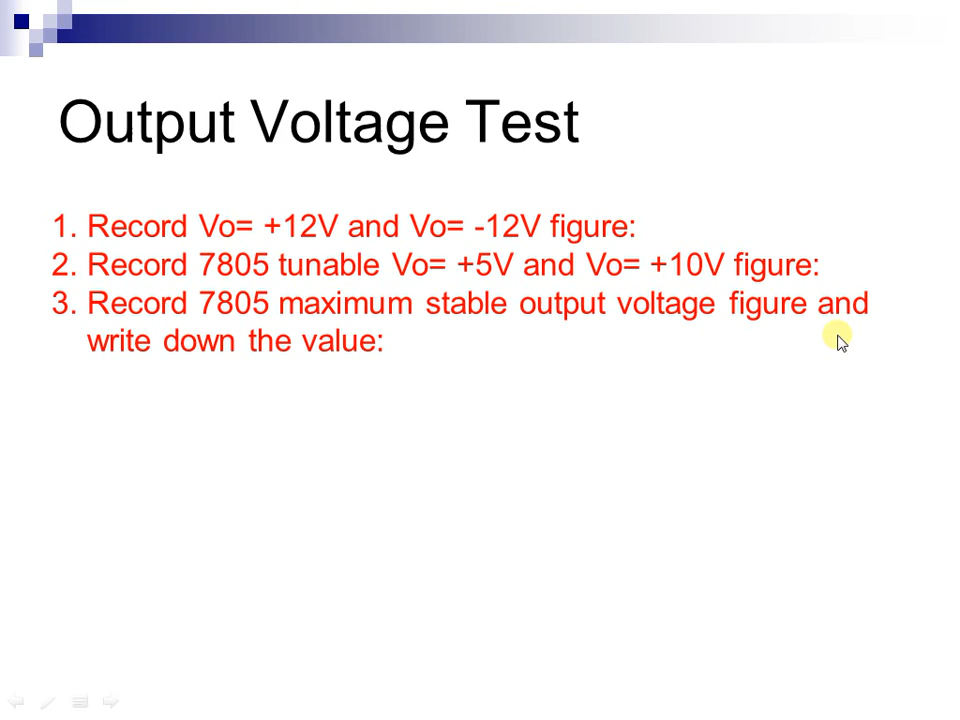 Output Voltage Test
1. Record Vo= +12V and Vo= -12V figure:
2. Record 7805 tunable Vo= +5V and Vo= +10V figure:
3. Record 7805 maximum stable output voltage figure and
write down the value: